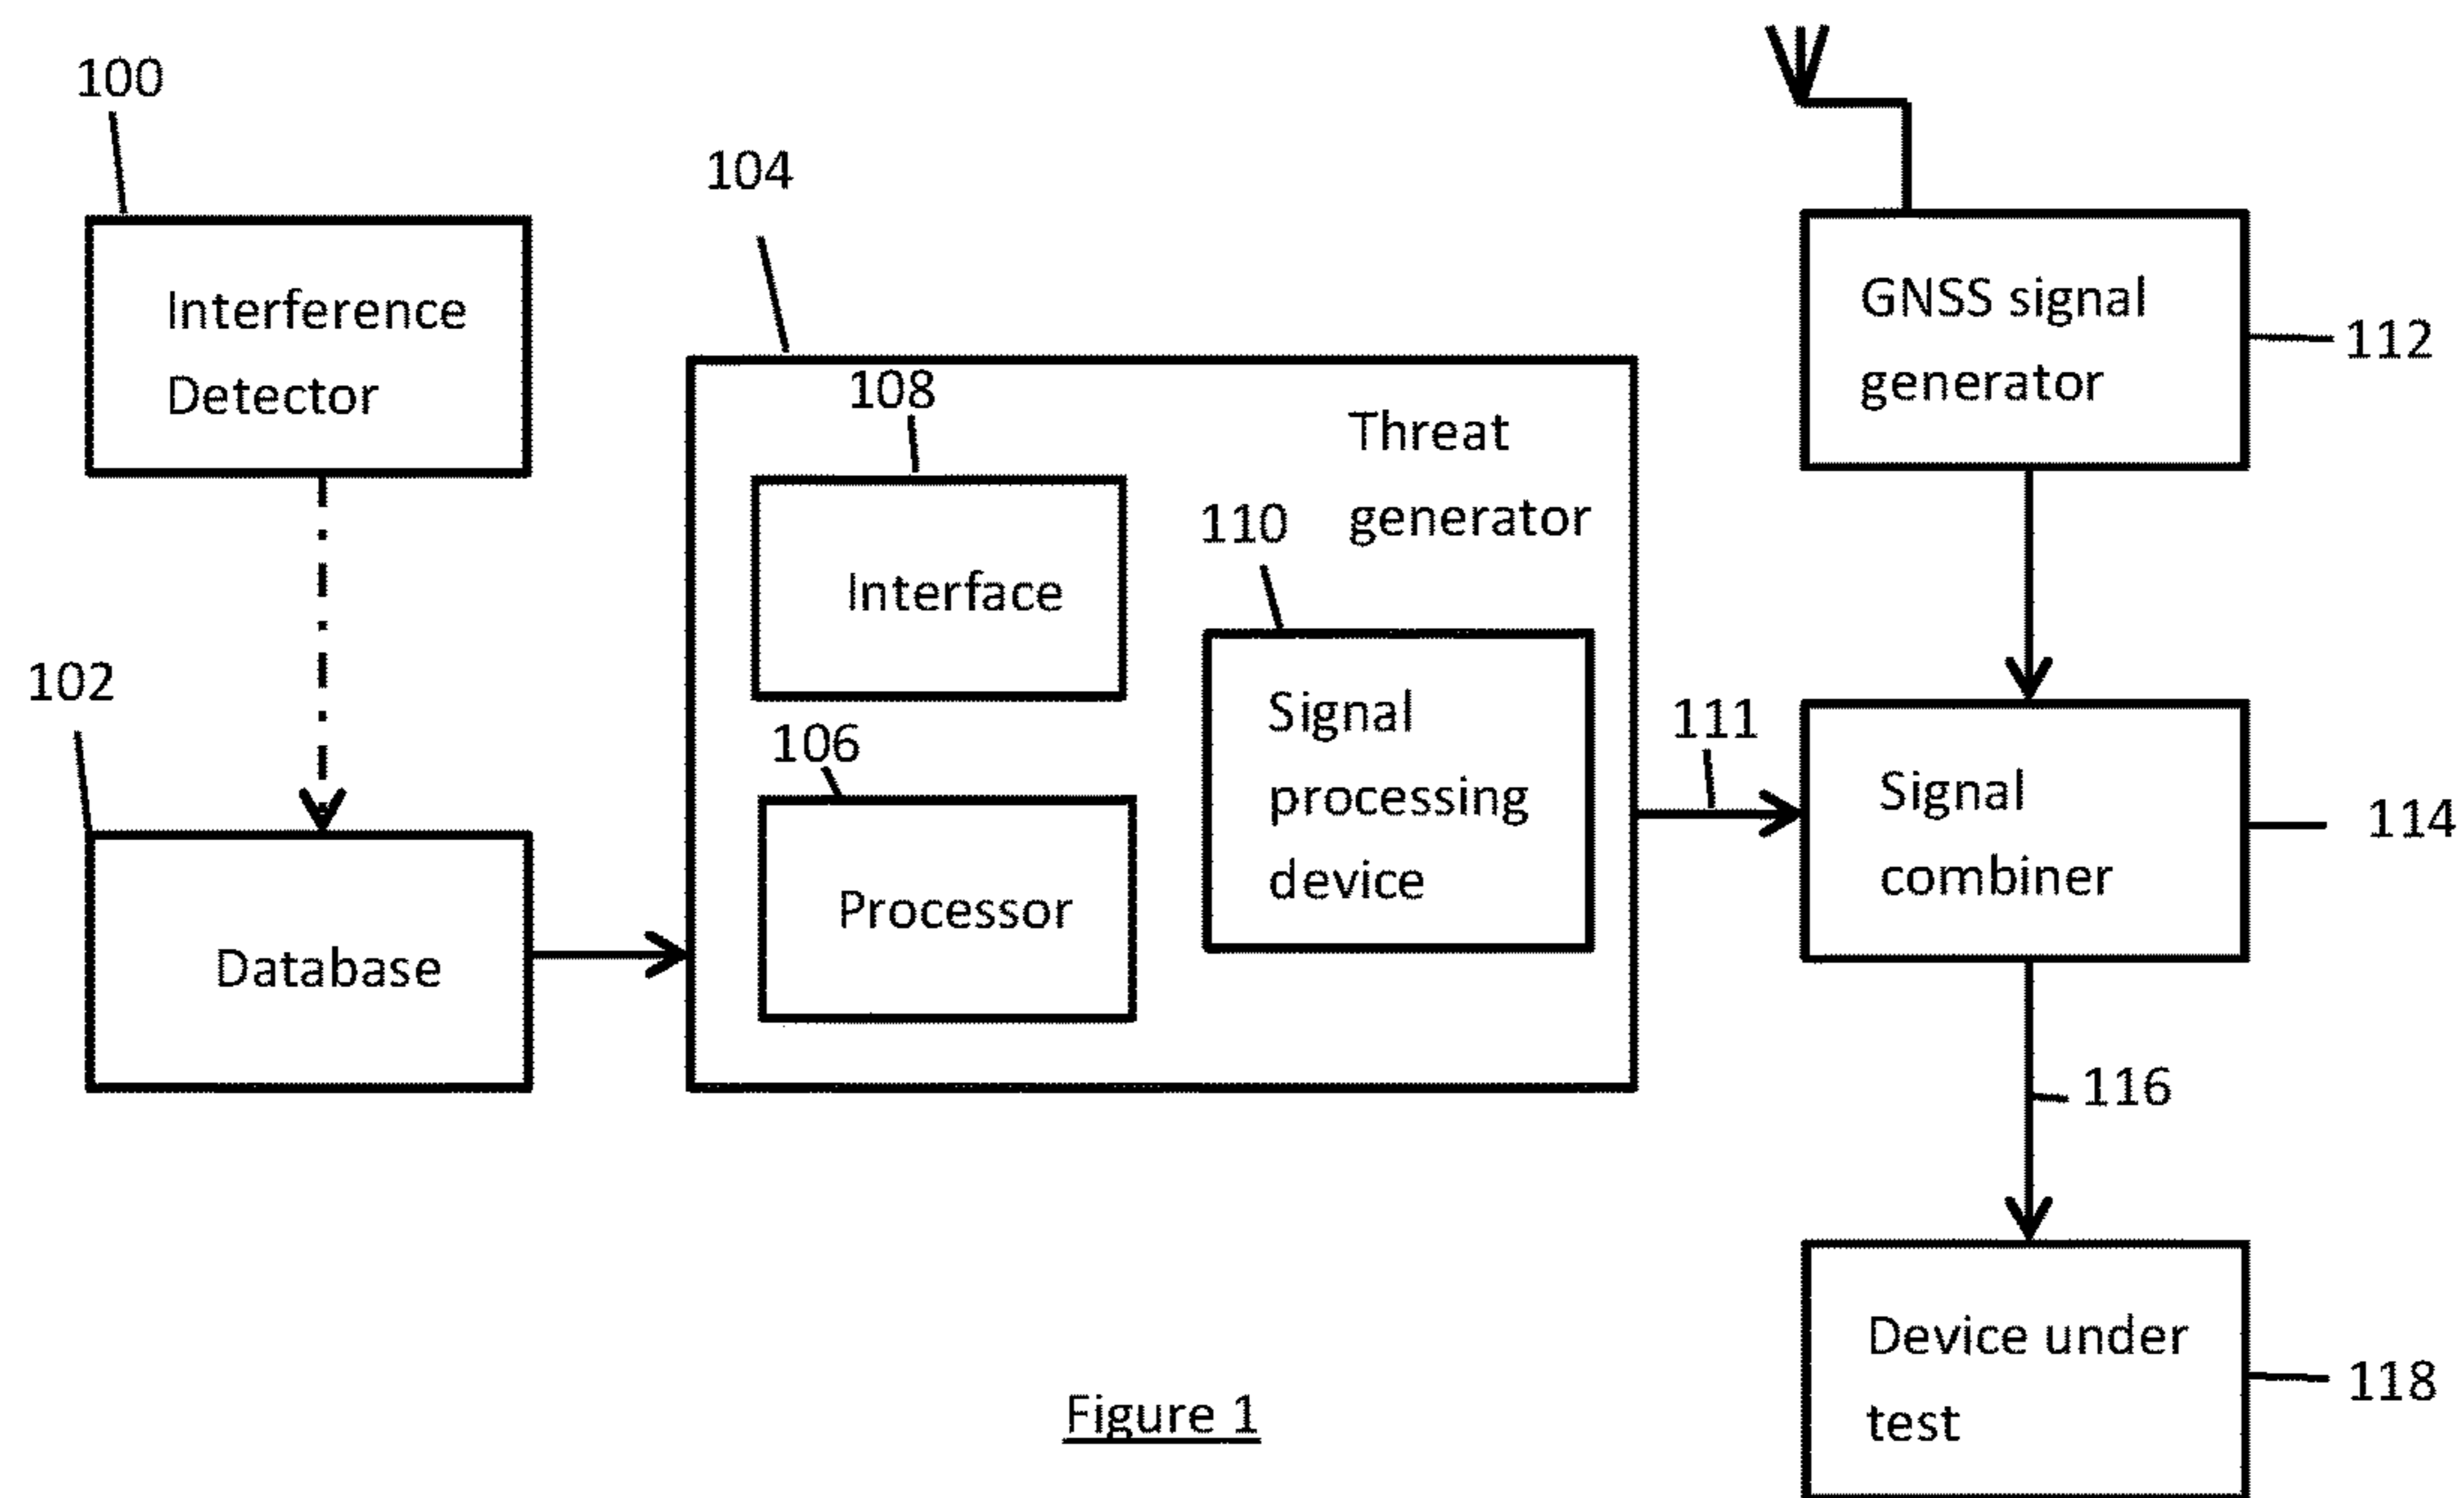 100
Interference
Detector
102
Database
104
108
Interface
106
Processor
Threat
generator
110
Signal
processing
device
111
GNSS signal
generator
112
Signal
combiner
114
116
Device under
test
118
Figure 1